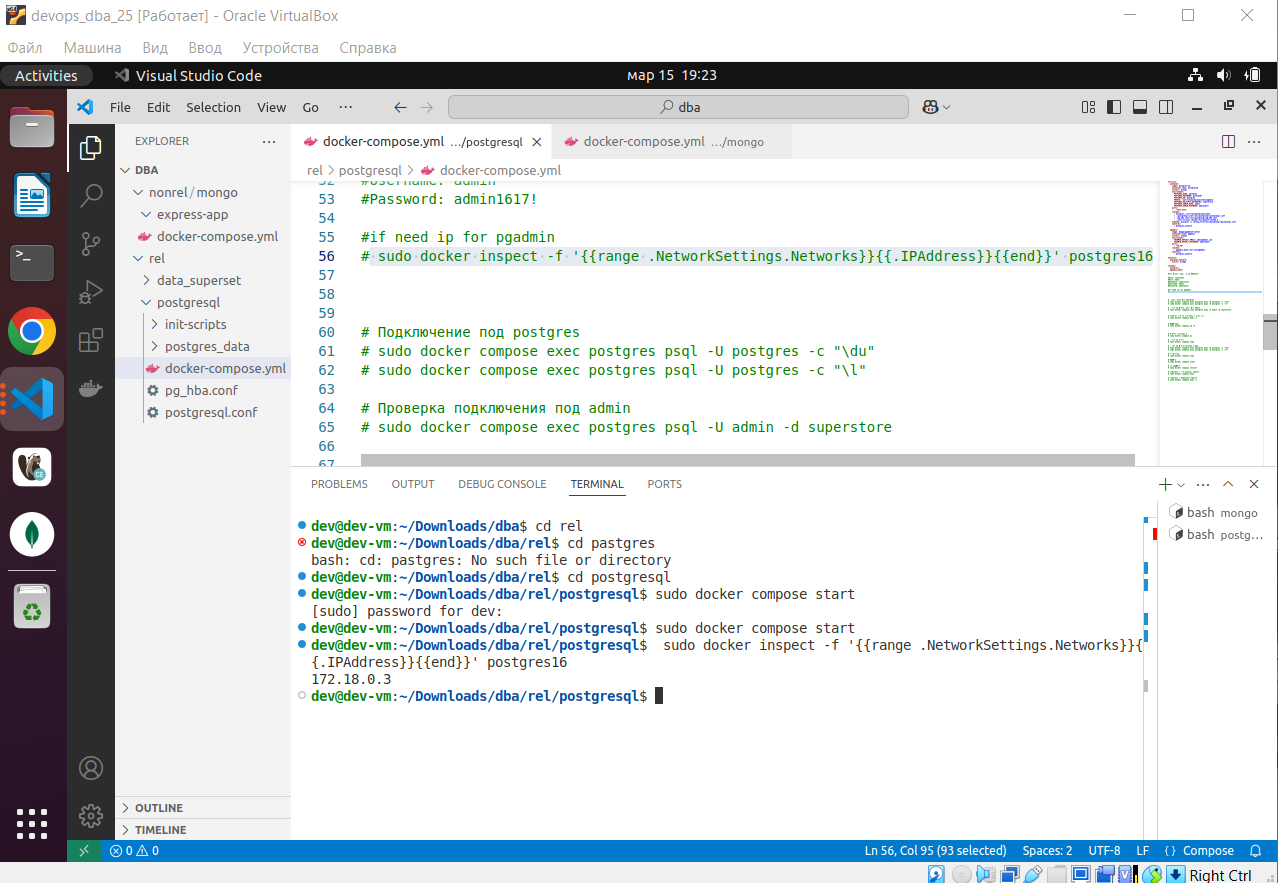 devops_dba_25 [Работает] - Oracle VirtualBox
Файл Машина Вид Ввод Устройства Справка
Activities Visual Studio Code мар 15 19:23
File Edit Selection View Go ··· dba
EXPLORER
docker-compose.yml .../postgresql docker-compose.yml .../mongo
rel > postgresql > docker-compose.yml
DBA
nonrel / mongo
express-app
docker-compose.yml
rel
data_superset
postgresql
init-scripts
postgres_data
docker-compose.yml
pg_hba.conf
postgresql.conf
OUTLINE
TIMELINE
52 #Username: admin
53 #Password: admin1617!
54
55 #if need ip for pgadmin
56 # sudo docker inspect -f '{{range .NetworkSettings.Networks}}{{.IPAddress}}{{end}}' postgres16
57
58
59
60 # Подключение под postgres
61 # sudo docker compose exec postgres psql -U postgres -c "\du"
62 # sudo docker compose exec postgres psql -U postgres -c "\l"
63
64 # Проверка подключения под admin
65 # sudo docker compose exec postgres psql -U admin -d superstore
66
67
PROBLEMS OUTPUT DEBUG CONSOLE TERMINAL PORTS
dev@dev-vm:~/Downloads/dba$ cd rel
dev@dev-vm:~/Downloads/dba/rel$ cd pastgres
bash: cd: pastgres: No such file or directory
dev@dev-vm:~/Downloads/dba/rel$ cd postgresql
dev@dev-vm:~/Downloads/dba/rel/postgresql$ sudo docker compose start
[sudo] password for dev:
dev@dev-vm:~/Downloads/dba/rel/postgresql$ sudo docker compose start
dev@dev-vm:~/Downloads/dba/rel/postgresql$  sudo docker inspect -f '{{range .NetworkSettings.Networks}}{
{.IPAddress}}{{end}}' postgres16
172.18.0.3
dev@dev-vm:~/Downloads/dba/rel/postgresql$
bash mongo
bash postg...
0 0 Ln 56, Col 95 (93 selected) Spaces: 2 UTF-8 LF {} Compose
Right Ctrl